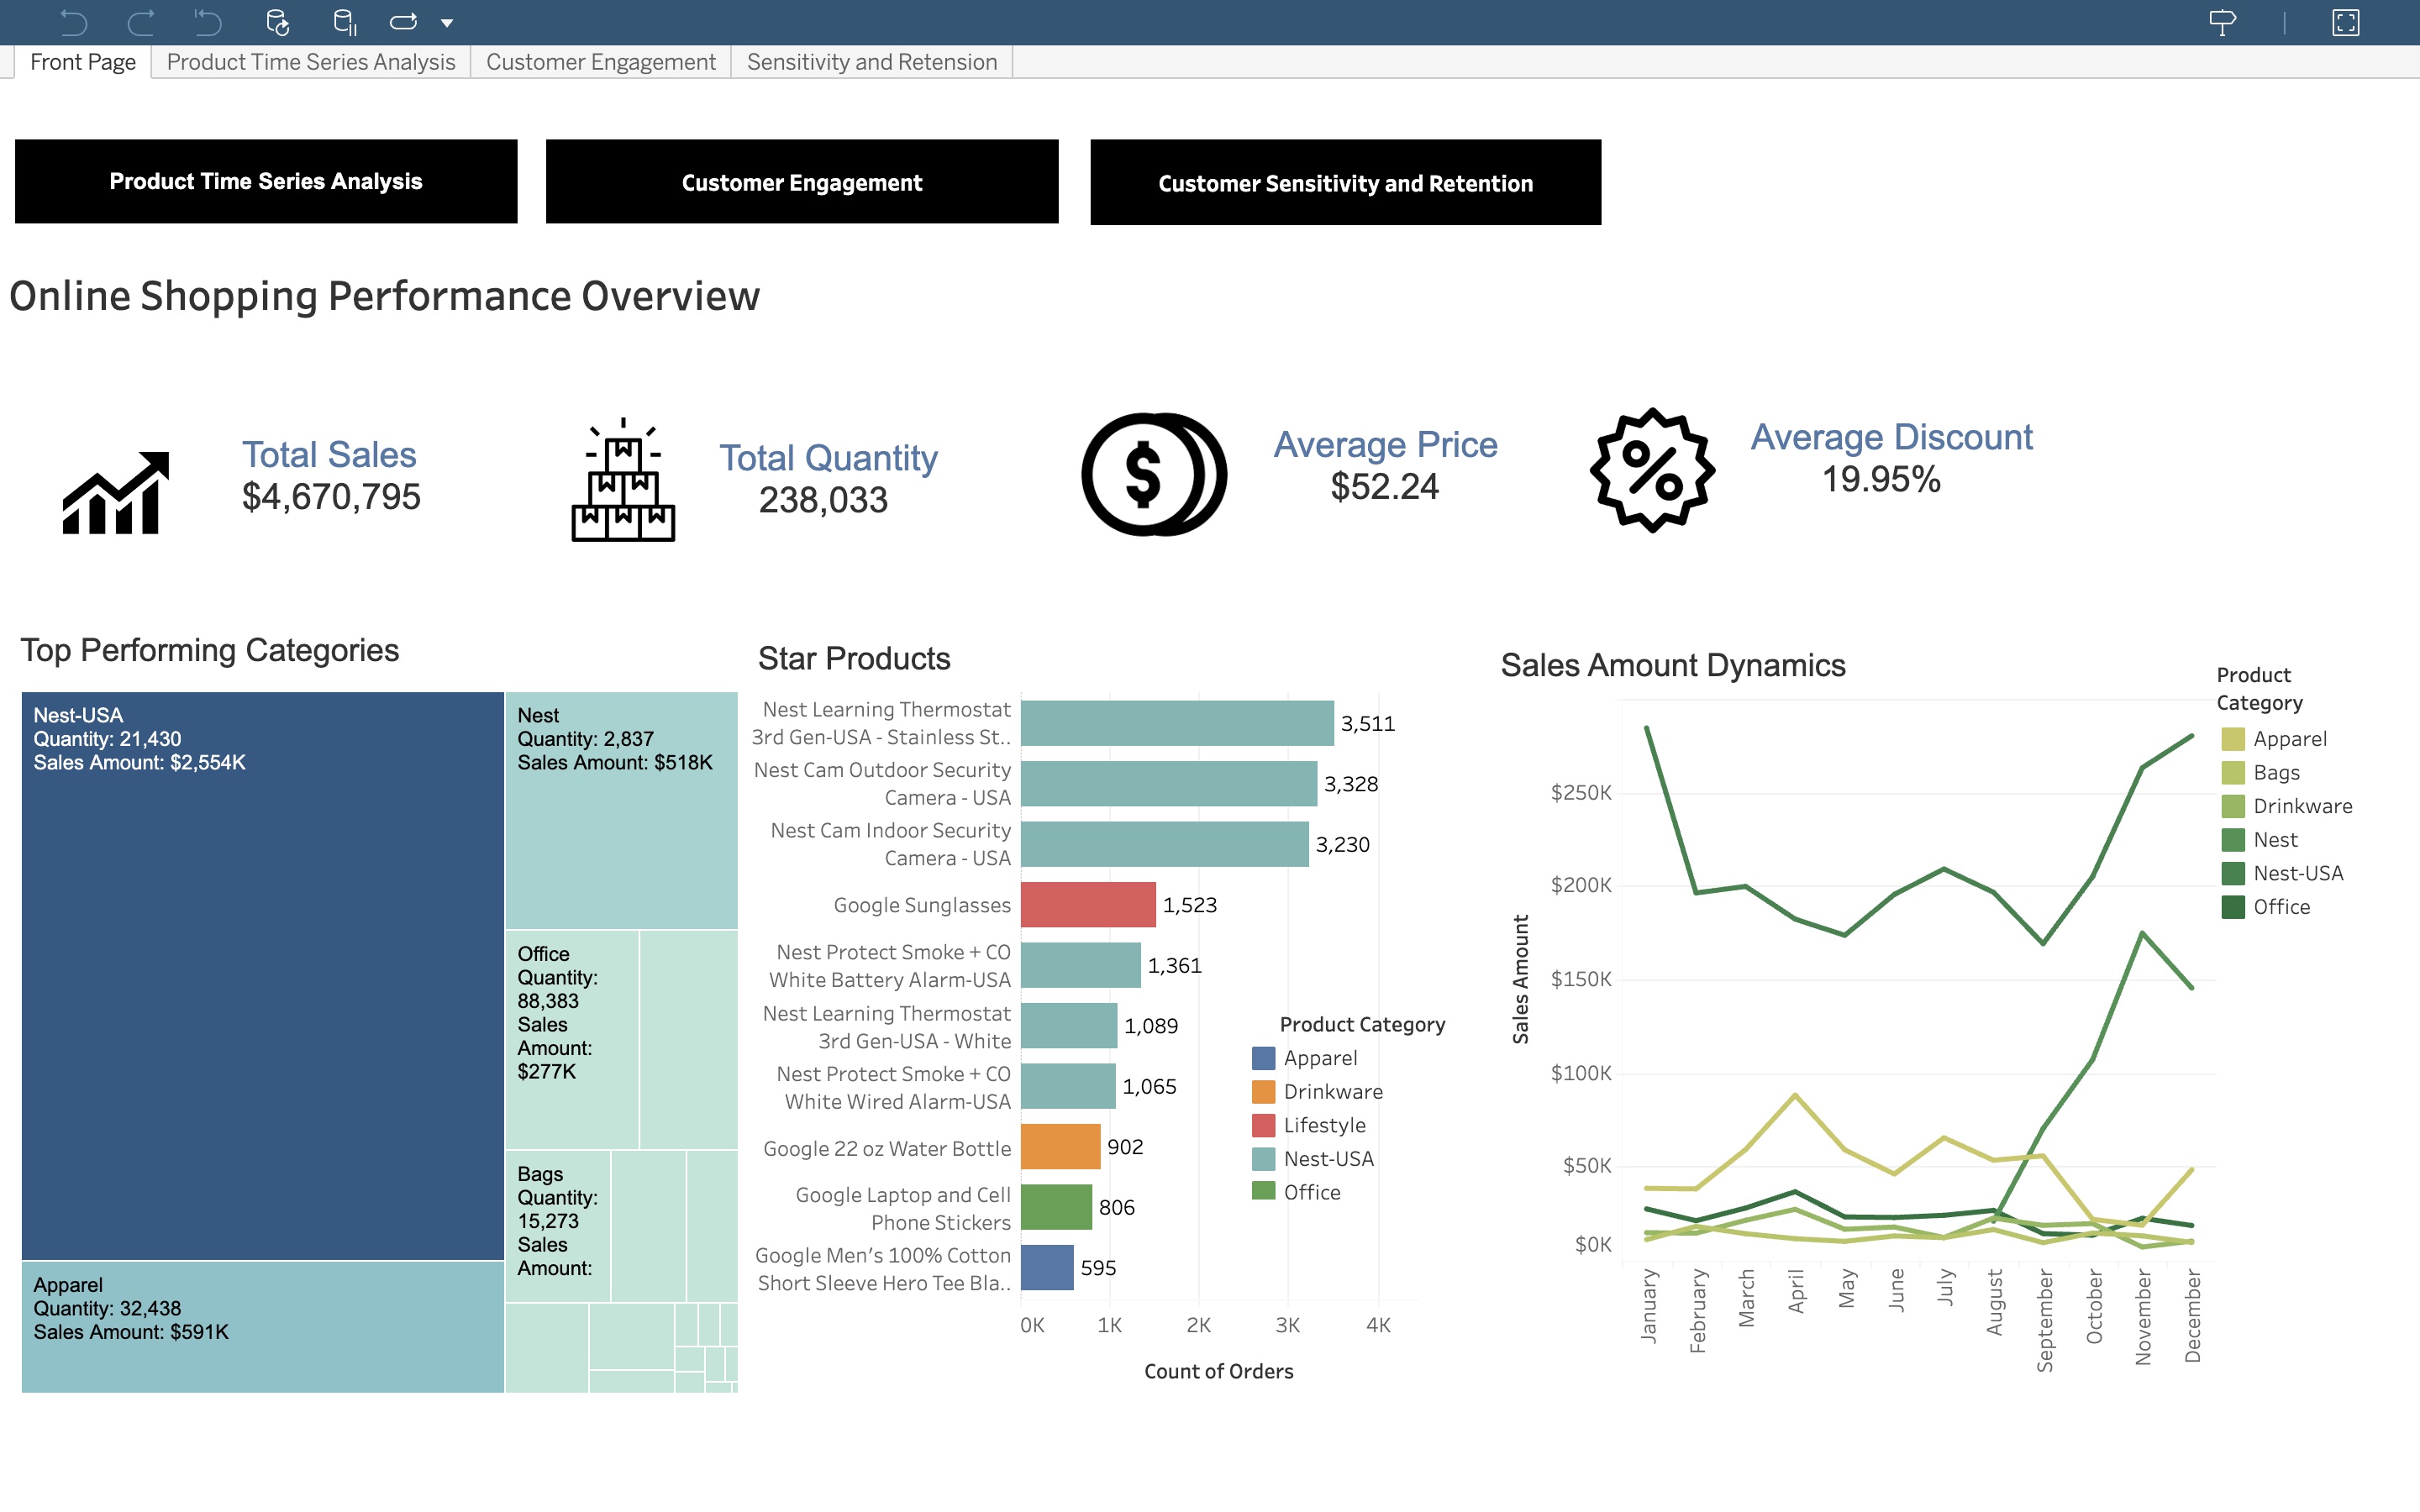 Front Page
Product Time Series Analysis
Customer Engagement
Sensitivity and Retension
Product Time Series Analysis
Customer Engagement
Customer Sensitivity and Retention
Online Shopping Performance Overview
Total Sales
$4,670,795
Total Quantity
238,033
Average Price
$52.24
Average Discount
19.95%
Top Performing Categories
Nest-USA
Quantity: 21,430
Sales Amount: $2,554K
Nest
Quantity: 2,837
Sales Amount: $518K
Office
Quantity:
88,383
Sales
Amount:
$277K
Bags
Quantity:
15,273
Sales
Amount:
Apparel
Quantity: 32,438
Sales Amount: $591K
Star Products
Nest Learning Thermostat
3rd Gen-USA - Stainless St..
3,511
Nest Cam Outdoor Security
Camera - USA
3,328
Nest Cam Indoor Security
Camera - USA
3,230
Google Sunglasses
1,523
Nest Protect Smoke + CO
White Battery Alarm-USA
1,361
Nest Learning Thermostat
3rd Gen-USA - White
1,089
Nest Protect Smoke + CO
White Wired Alarm-USA
1,065
Google 22 oz Water Bottle
902
Google Laptop and Cell
Phone Stickers
806
Google Men's 100% Cotton
Short Sleeve Hero Tee Bla..
595
0K
1K
2K
3K
4K
Count of Orders
Product Category
Apparel
Drinkware
Lifestyle
Nest-USA
Office
Sales Amount Dynamics
Sales Amount
$250K
$200K
$150K
$100K
$50K
$0K
January
February
March
April
May
June
July
August
September
October
November
December
Product
Category
Apparel
Bags
Drinkware
Nest
Nest-USA
Office